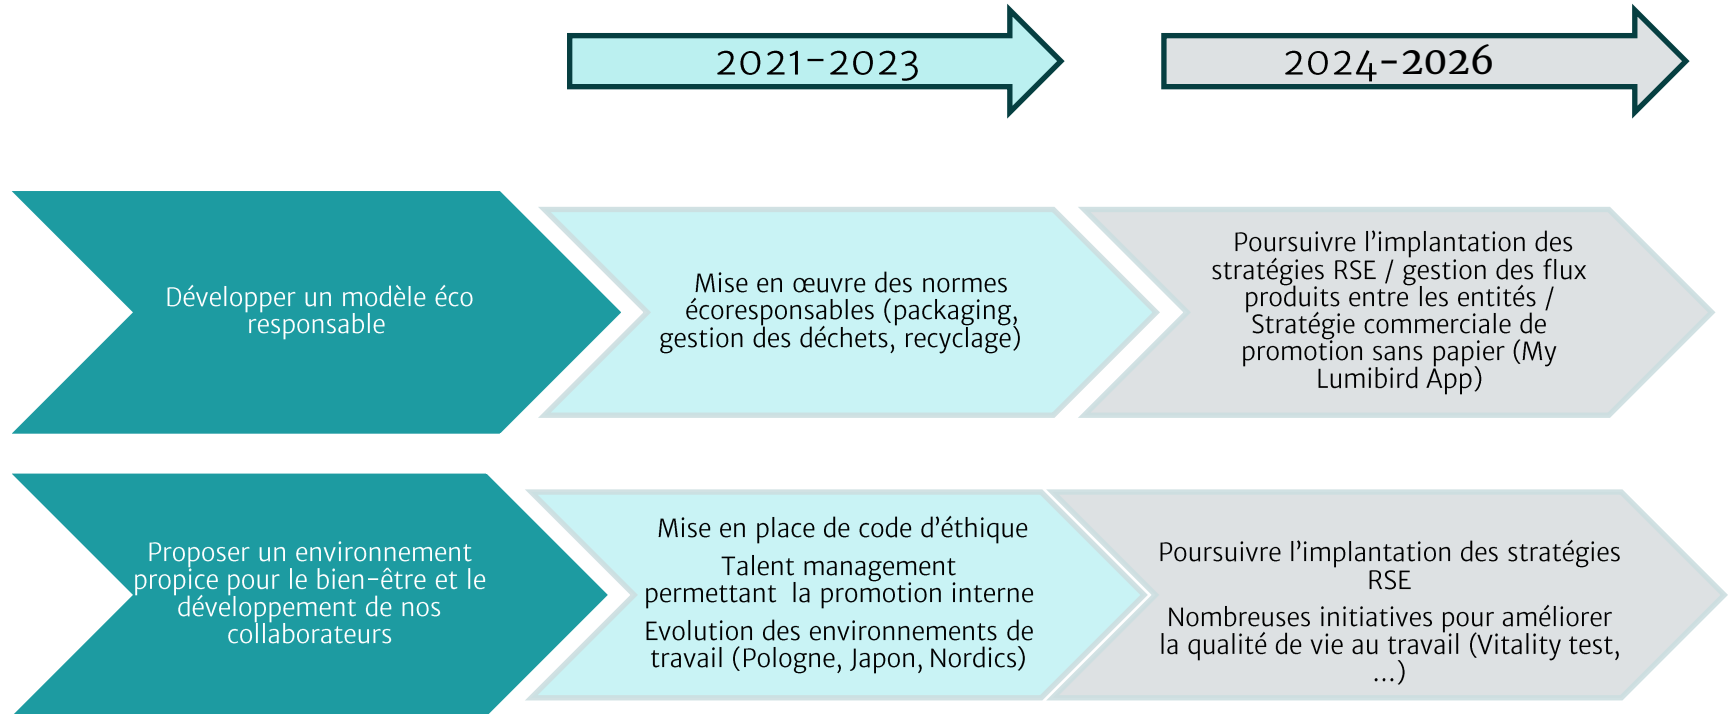 2021-2023
2024-2026
Développer un modèle éco
responsable
Mise en œuvre des normes
écoresponsables (packaging,
gestion des déchets, recyclage)
Poursuivre l’implantation des
stratégies RSE / gestion des flux
produits entre les entités /
Stratégie commerciale de
promotion sans papier (My
Lumibird App)
Proposer un environnement
propice pour le bien-être et le
développement de nos
collaborateurs
Mise en place de code d’éthique
Talent management
permettant  la promotion interne
Evolution des environnements de
travail (Pologne, Japon, Nordics)
Poursuivre l’implantation des stratégies
RSE
Nombreuses initiatives pour améliorer
la qualité de vie au travail (Vitality test,
…)